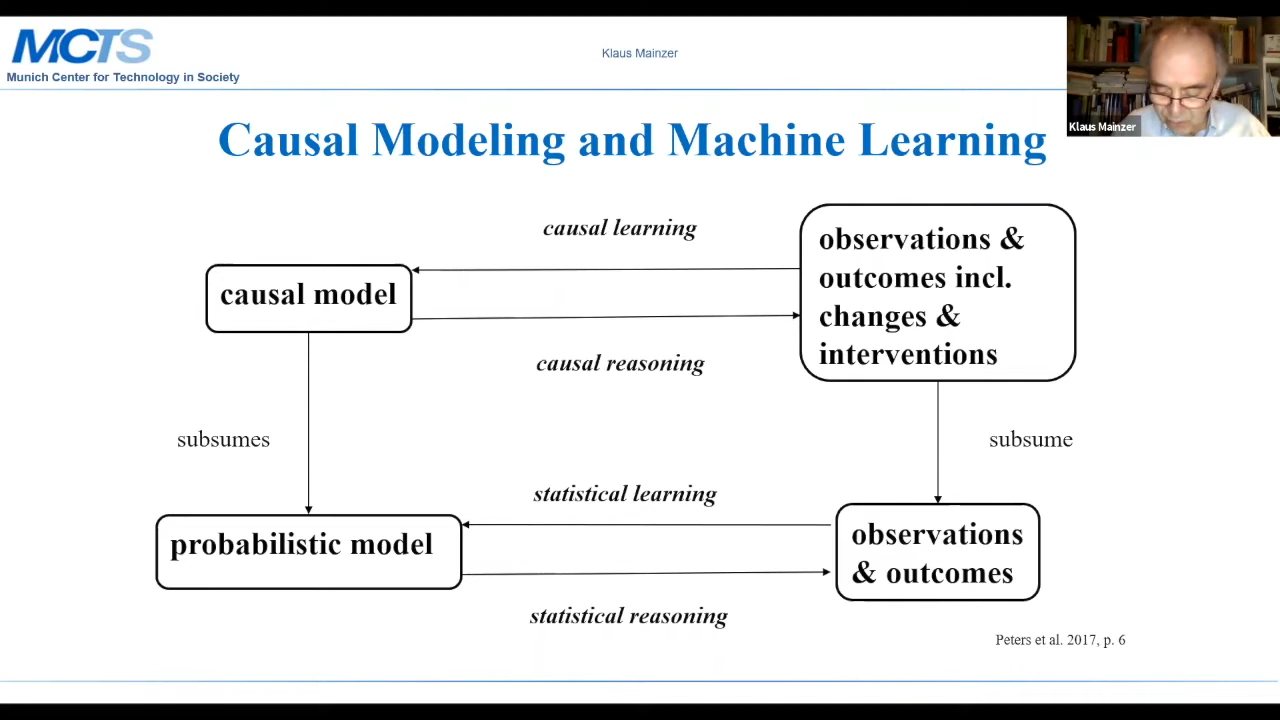 MCTS
Munich Center for Technology in Society
Klaus Mainzer
Klaus Mainzer
Causal Modeling and Machine Learning
causal learning
observations &
outcomes incl.
changes &
interventions
causal model
causal reasoning
subsumes
subsume
statistical learning
probabilistic model
observations
& outcomes
statistical reasoning
Peters et al. 2017, p. 6